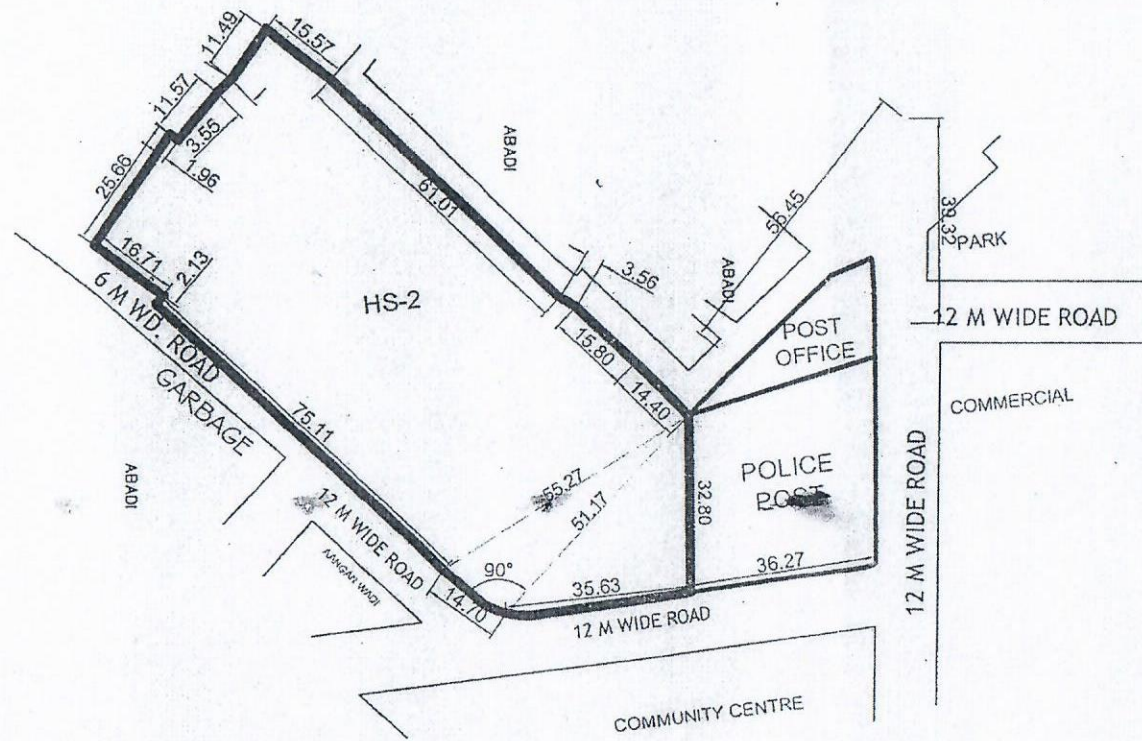 15.57
11.49
11.57
3.55
1.96
25.66
16.71
2.13
6 M WD. ROAD
GARBAGE
ABADI
HS-2
61.01
ABADI
3.56
15.80
14.40
ABADI
56.45
39.32
PARK
12 M WIDE ROAD
POST
OFFICE
COMMERCIAL
POLICE
POST
32.80
36.27
12 M WIDE ROAD
75.11
12 M WIDE ROAD
AANGAN WADI
55.27
51.17
90°
14.70
35.63
12 M WIDE ROAD
COMMUNITY CENTRE